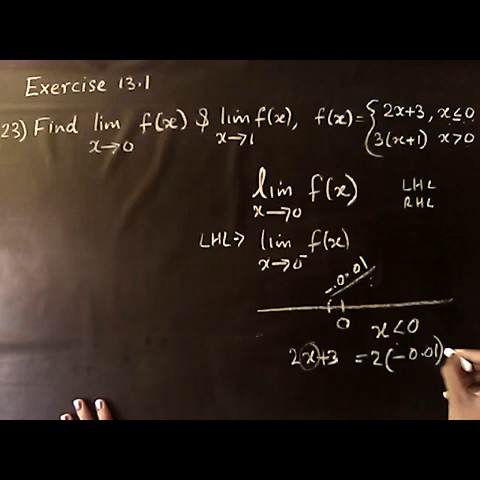 Exercise 13.1
23) Find lim x→0 f(x) & lim x→1 f(x), f(x) = { 2x+3, x≤0
3(x+1) x>0
lim x→0 f(x)
LHL
RHL
LHL→ lim x→0⁻ f(x)
-0.01
0
x<0
2x+3 = 2(-0.01)